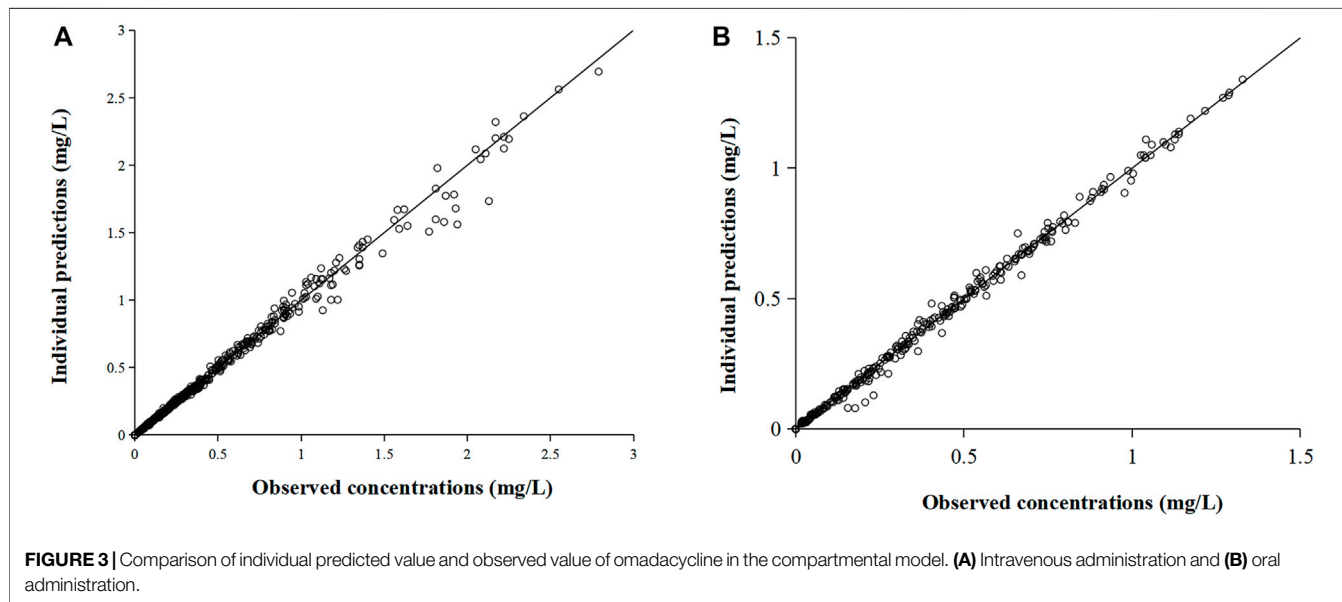 A
3
2.5
2
1.5
1
0.5
0
Individual predictions (mg/L)
0
0.5
1
1.5
2
2.5
3
Observed concentrations (mg/L)
B
1.5
1
0.5
0
Individual predictions (mg/L)
0
0.5
1
1.5
Observed concentrations (mg/L)
FIGURE 3 | Comparison of individual predicted value and observed value of omadacycline in the compartmental model. (A) Intravenous administration and (B) oral
administration.